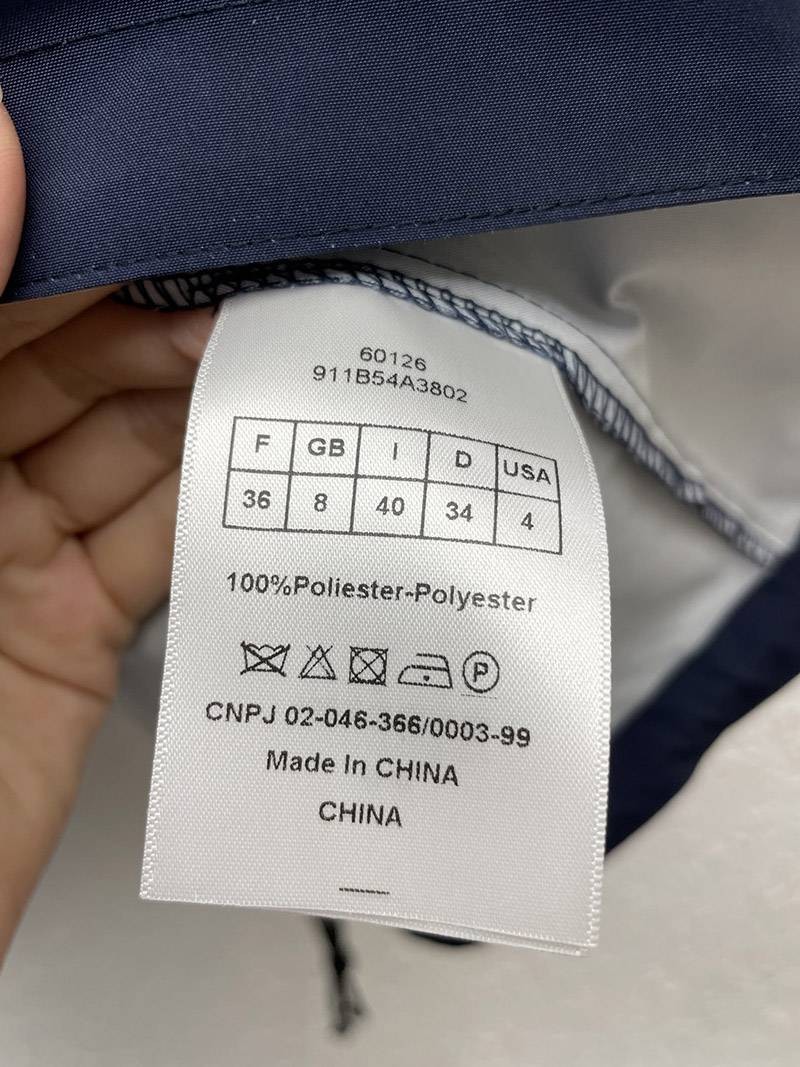 60126
911B54A3802
F GB I D USA
36 8 40 34 4
100%Poliester-Polyester
P
CNPJ 02-046-366/0003-99
Made In CHINA
CHINA